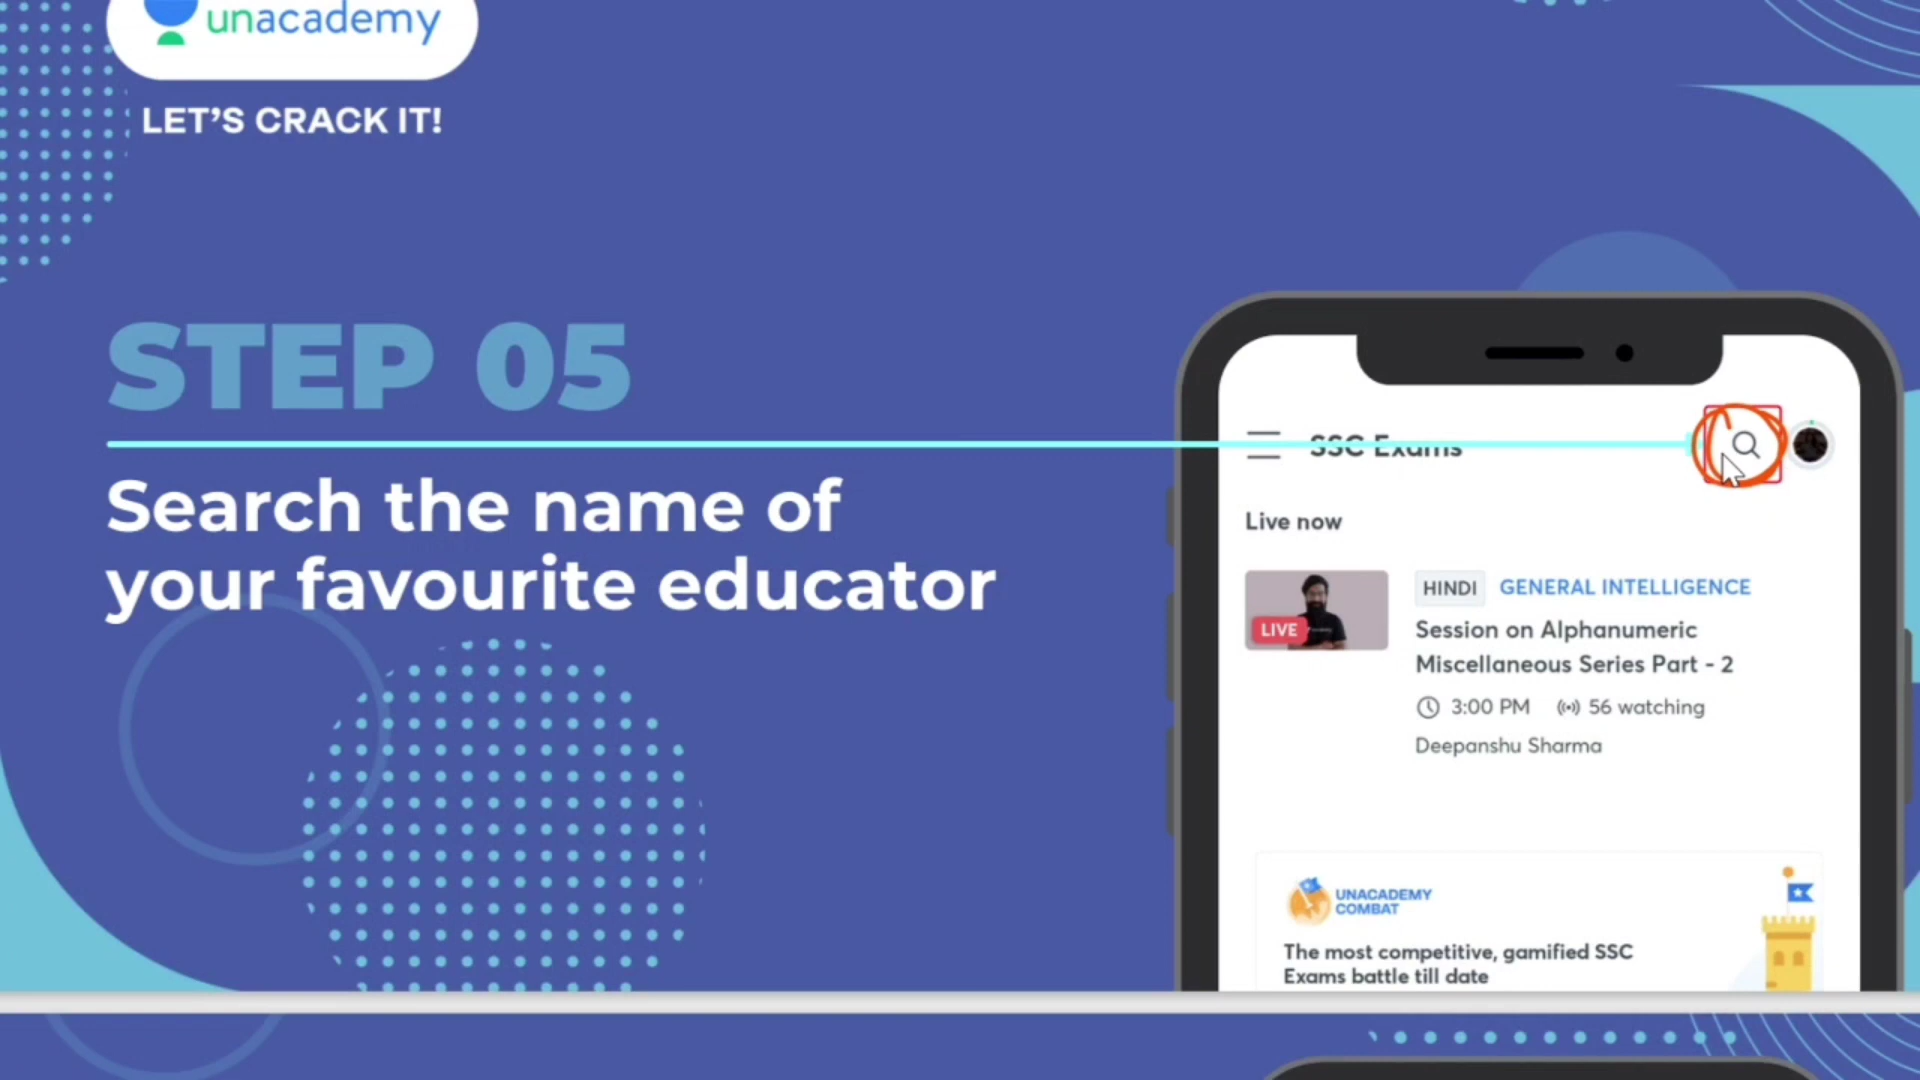 unacademy
LET'S CRACK IT!
STEP 05
Search the name of
your favourite educator
SSC Exams
Live now
LIVE
HINDI GENERAL INTELLIGENCE
Session on Alphanumeric
Miscellaneous Series Part - 2
3:00 PM 56 watching
Deepanshu Sharma
UNACADEMY
COMBAT
The most competitive, gamified SSC
Exams battle till date